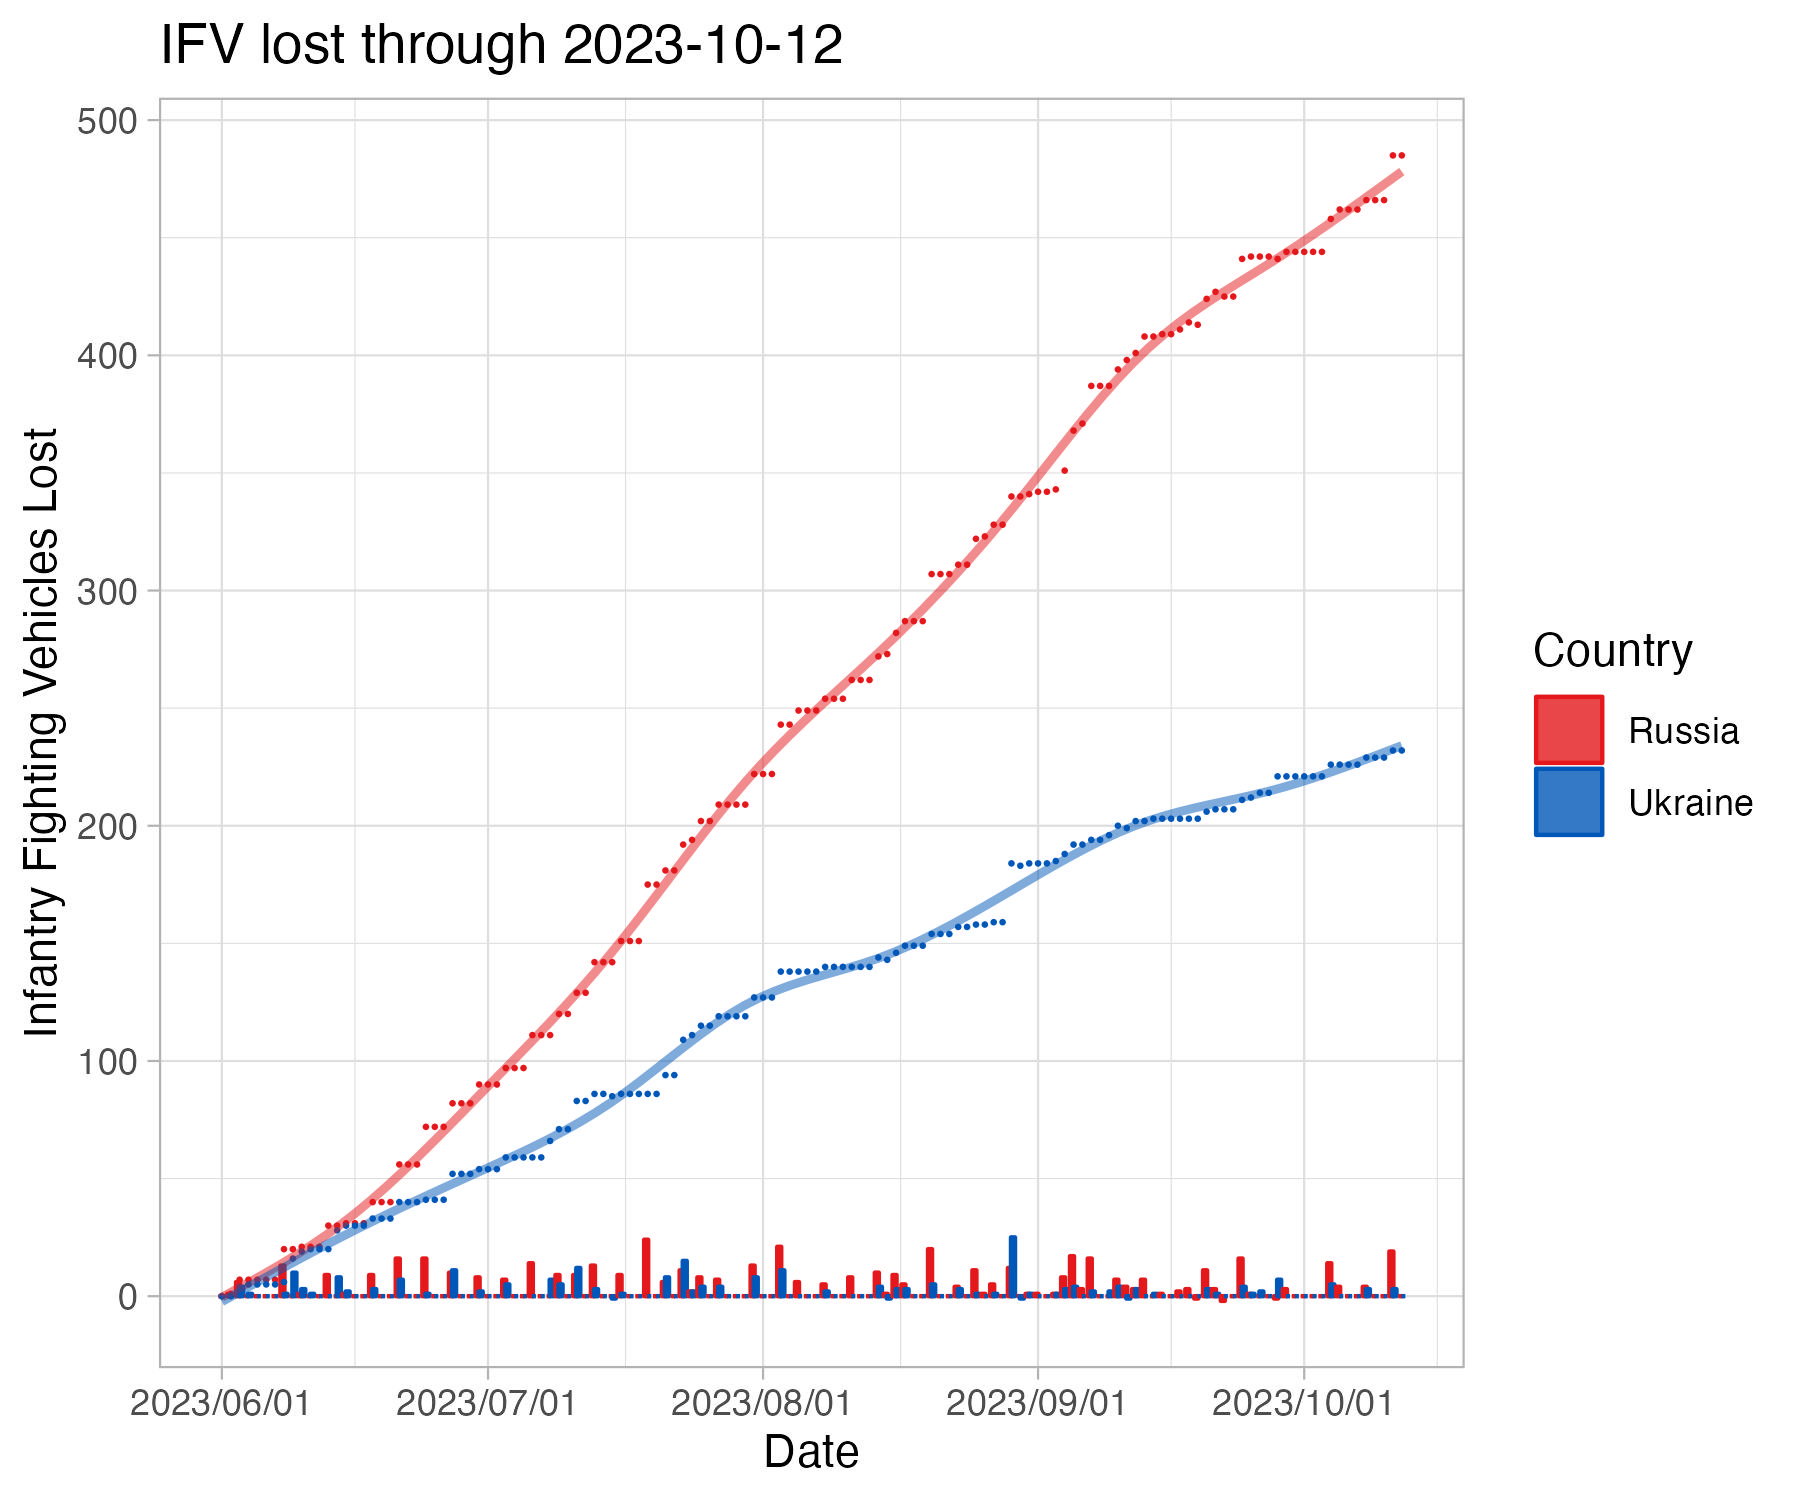 IFV lost through 2023-10-12
Infantry Fighting Vehicles Lost
500
400
300
200
100
0
2023/06/01
2023/07/01
2023/08/01
2023/09/01
2023/10/01
Date
Country
Russia
Ukraine